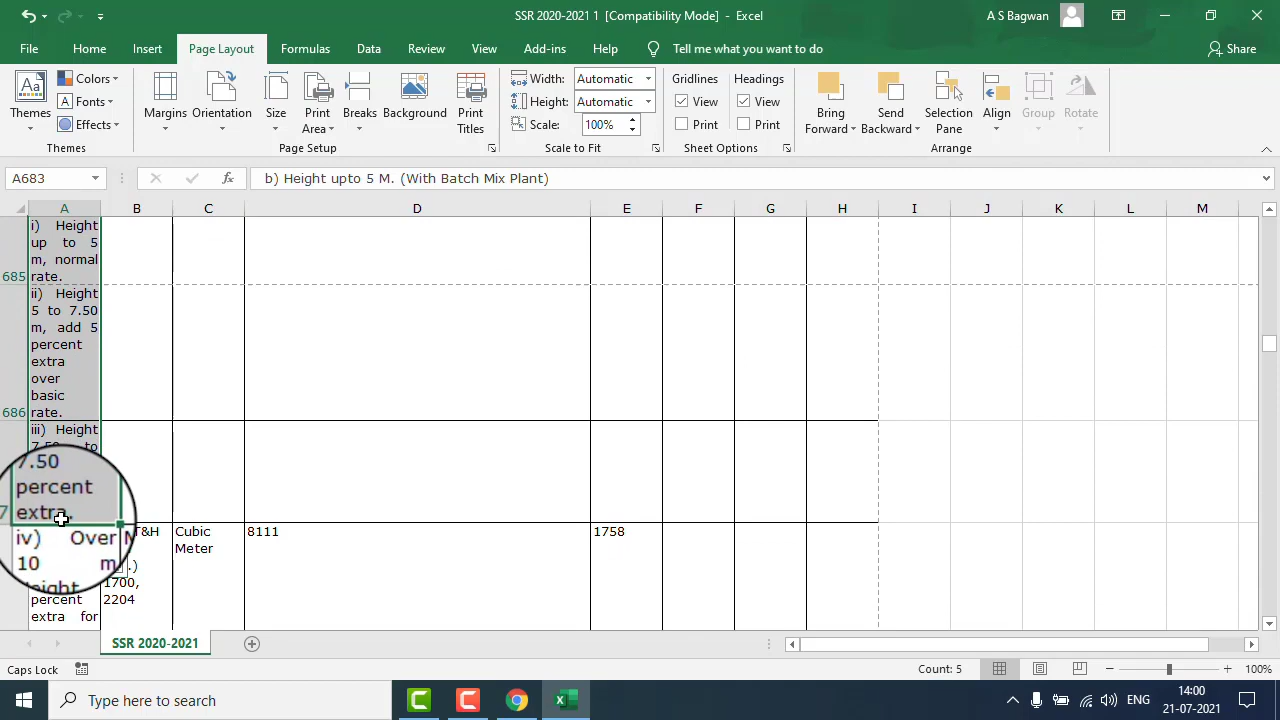 SSR 2020-2021 1 [Compatibility Mode] - Excel
A S Bagwan
File Home Insert Page Layout Formulas Data Review View Add-ins Help Tell me what you want to do Share
Themes
Colors
Fonts
Effects
Themes
Margins
Orientation
Size
Print Area
Breaks
Background
Print Titles
Page Setup
Width: Automatic
Height: Automatic
Scale: 100%
Scale to Fit
Gridlines
View
Print
Headings
View
Print
Sheet Options
Bring Forward
Send Backward
Selection Pane
Align
Group
Rotate
Arrange
A683
fx
b) Height upto 5 M. (With Batch Mix Plant)
A B C D E F G H I J K L M
i) Height
up to 5
m, normal
685 rate.
ii) Height
5 to 7.50
m, add 5
percent
extra
over
basic
686 rate.
iii) Height
7.50 to
7.50
percent
7 extra.
iv) Over
10 m
percent
extra for
T&H
1700,
2204
Cubic
Meter
8111
1758
SSR 2020-2021
Caps Lock
Count: 5
100%
Type here to search
ENG
14:00
21-07-2021